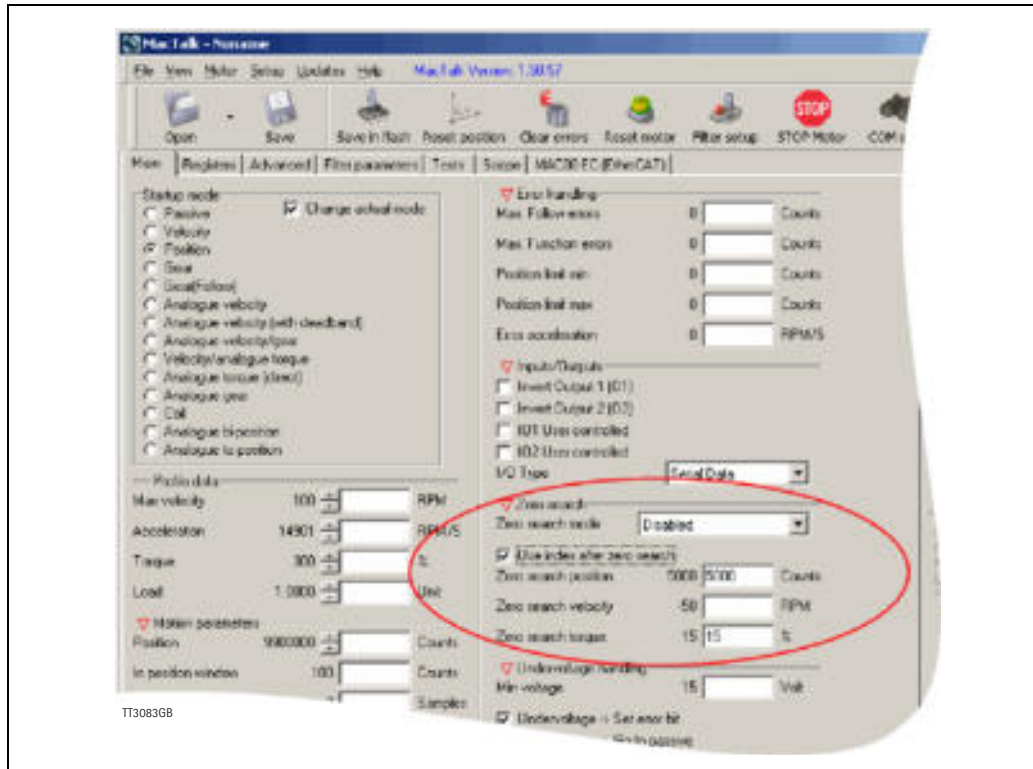 MacTalk - Noname
File View Motor Setup Updates Help MacTalk Version: 1.50.57
Open Save Save in flash Reset position Clear errors Reset motor Filter setup STOP Motor COM
STOP
Main Registers Advanced Filter parameters Tests Scope MAC00-EC (EtherCAT)
Startup mode
Change actual mode
Passive
Velocity
Position
Gear
Gear(Follow)
Analogue velocity
Analogue velocity (with deadband)
Analogue velocity/gear
Velocity/analogue torque
Analogue torque (direct)
Analogue gear
Coil
Analogue bi-position
Analogue to position
Profile data
Max velocity 100 RPM
Acceleration 14901 RPM/S
Torque 300 %
Load 1.0000 Unit
Motion parameters
Position 9900000 Counts
In position window 100 Counts
Samples
Error handling
Max. Follow errors 0 Counts
Max. Function errors 0 Counts
Position limit min 0 Counts
Position limit max 0 Counts
Error acceleration 0 RPM/S
Inputs/Outputs
Invert Output 1 (O1)
Invert Output 2 (O2)
IO1 User controlled
IO2 User controlled
I/O Type Serial Data
Zero search
Zero search mode Disabled
Use index after zero search
Zero search position 5000 5000 Counts
Zero search velocity -50 RPM
Zero search torque 15 15 %
Undervoltage handling
Min voltage 15 Volt
Undervoltage -> Set error bit
Go to passive
TT3083GB